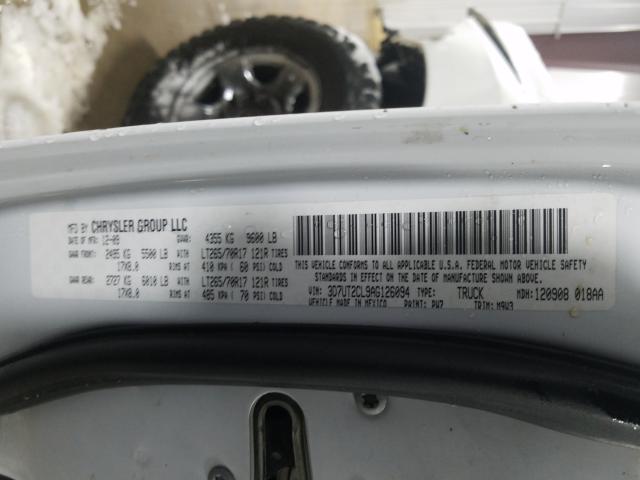 MFG BY CHRYSLER GROUP LLC
DATE OF MFR 12-09 GVWR: 4355 KG 9600 LB
GAWR FRONT: 2495 KG 5500 LB LT265/70R17 121R TIRES
17X8.0 RIMS AT 410 KPA ( 60 PSI) COLD
GAWR REAR: 2727 KG 6010 LB LT265/70R17 121R TIRES
17X8.0 RIMS AT 485 KPA ( 70 PSI) COLD
THIS VEHICLE CONFORMS TO ALL APPLICABLE U.S.A. FEDERAL MOTOR VEHICLE SAFETY
STANDARDS IN EFFECT ON THE DATE OF MANUFACTURE SHOWN ABOVE.
VIN: 3D7UT2CL9AG126094 TYPE: TRUCK MDH: 120908 018AA
VEHICLE MADE IN MEXICO PAINT: PW7 TRIM: M9W3